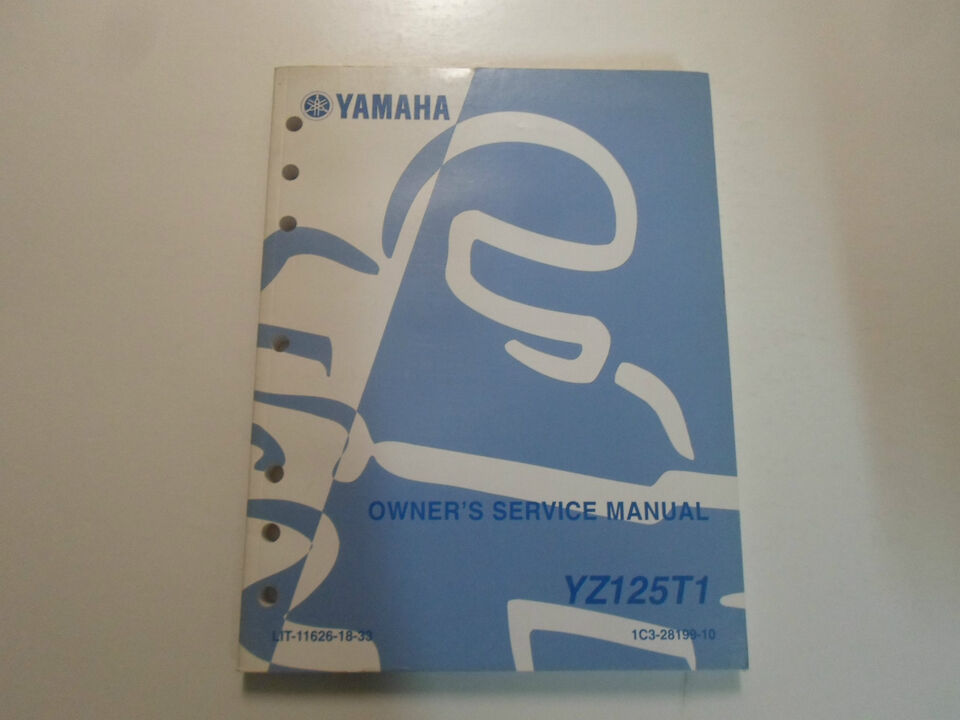 YAMAHA
OWNER'S SERVICE MANUAL
YZ125T1
LIT-11626-18-33
1C3-28199-10